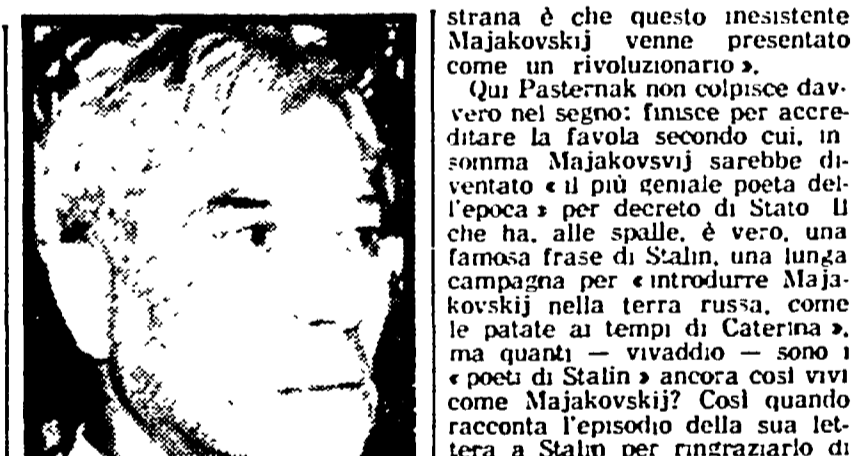 strana è che questo inesistente
Majakovskij venne presentato
come un rivoluzionario ».
Qui Pasternak non colpisce dav-
vero nel segno: finisce per accre-
ditare la favola secondo cui, in
somma Majakovsvij sarebbe di-
ventato « il più geniale poeta del-
l'epoca » per decreto di Stato Il
che ha, alle spalle, è vero, una
famosa frase di Stalin, una lunga
campagna per « introdurre Maja-
kovskij nella terra russa, come
le patate ai tempi di Caterina »,
ma quanti — vivaddio — sono i
« poeti di Stalin » ancora così vivi
come Majakovskij? Così quando
racconta l'episodio della sua let-
tera a Stalin per ringraziarlo di